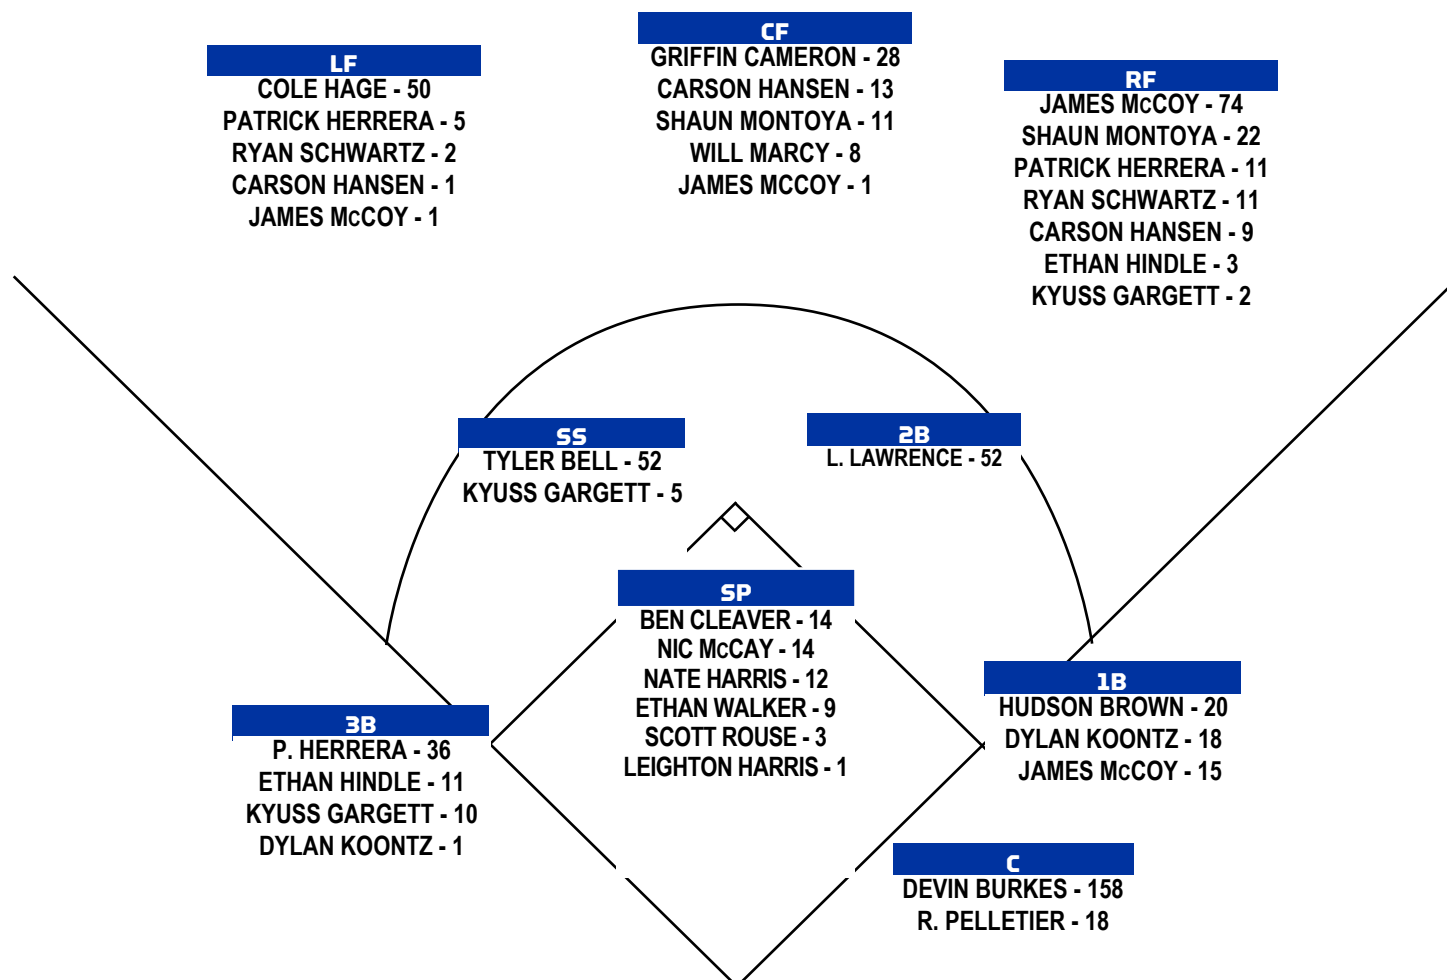 LF
COLE HAGE - 50
PATRICK HERRERA - 5
RYAN SCHWARTZ - 2
CARSON HANSEN - 1
JAMES McCOY - 1
CF
GRIFFIN CAMERON - 28
CARSON HANSEN - 13
SHAUN MONTOYA - 11
WILL MARCY - 8
JAMES MCCOY - 1
RF
JAMES McCOY - 74
SHAUN MONTOYA - 22
PATRICK HERRERA - 11
RYAN SCHWARTZ - 11
CARSON HANSEN - 9
ETHAN HINDLE - 3
KYUSS GARGETT - 2
SS
TYLER BELL - 52
KYUSS GARGETT - 5
2B
L. LAWRENCE - 52
SP
BEN CLEAVER - 14
NIC McCAY - 14
NATE HARRIS - 12
ETHAN WALKER - 9
SCOTT ROUSE - 3
LEIGHTON HARRIS - 1
3B
P. HERRERA - 36
ETHAN HINDLE - 11
KYUSS GARGETT - 10
DYLAN KOONTZ - 1
1B
HUDSON BROWN - 20
DYLAN KOONTZ - 18
JAMES McCOY - 15
C
DEVIN BURKES - 158
R. PELLETIER - 18